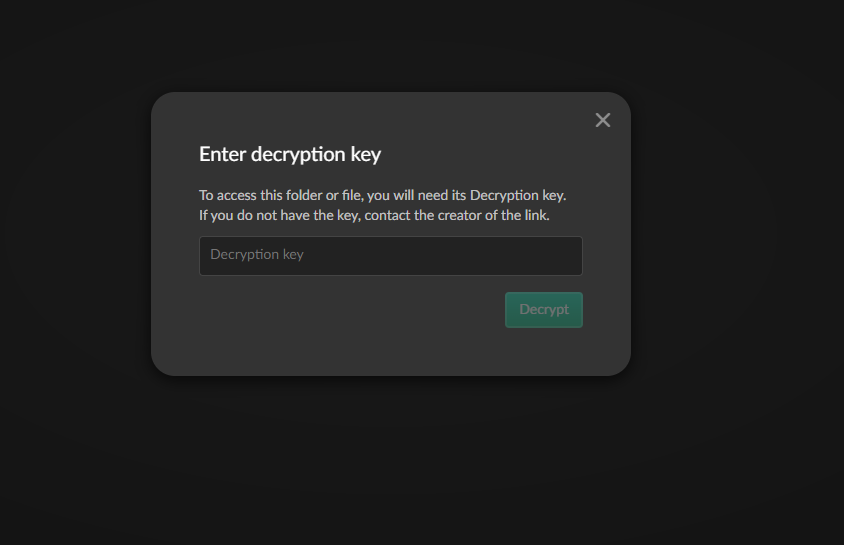 Enter decryption key
To access this folder or file, you will need its Decryption key.
If you do not have the key, contact the creator of the link.
Decryption key
Decrypt